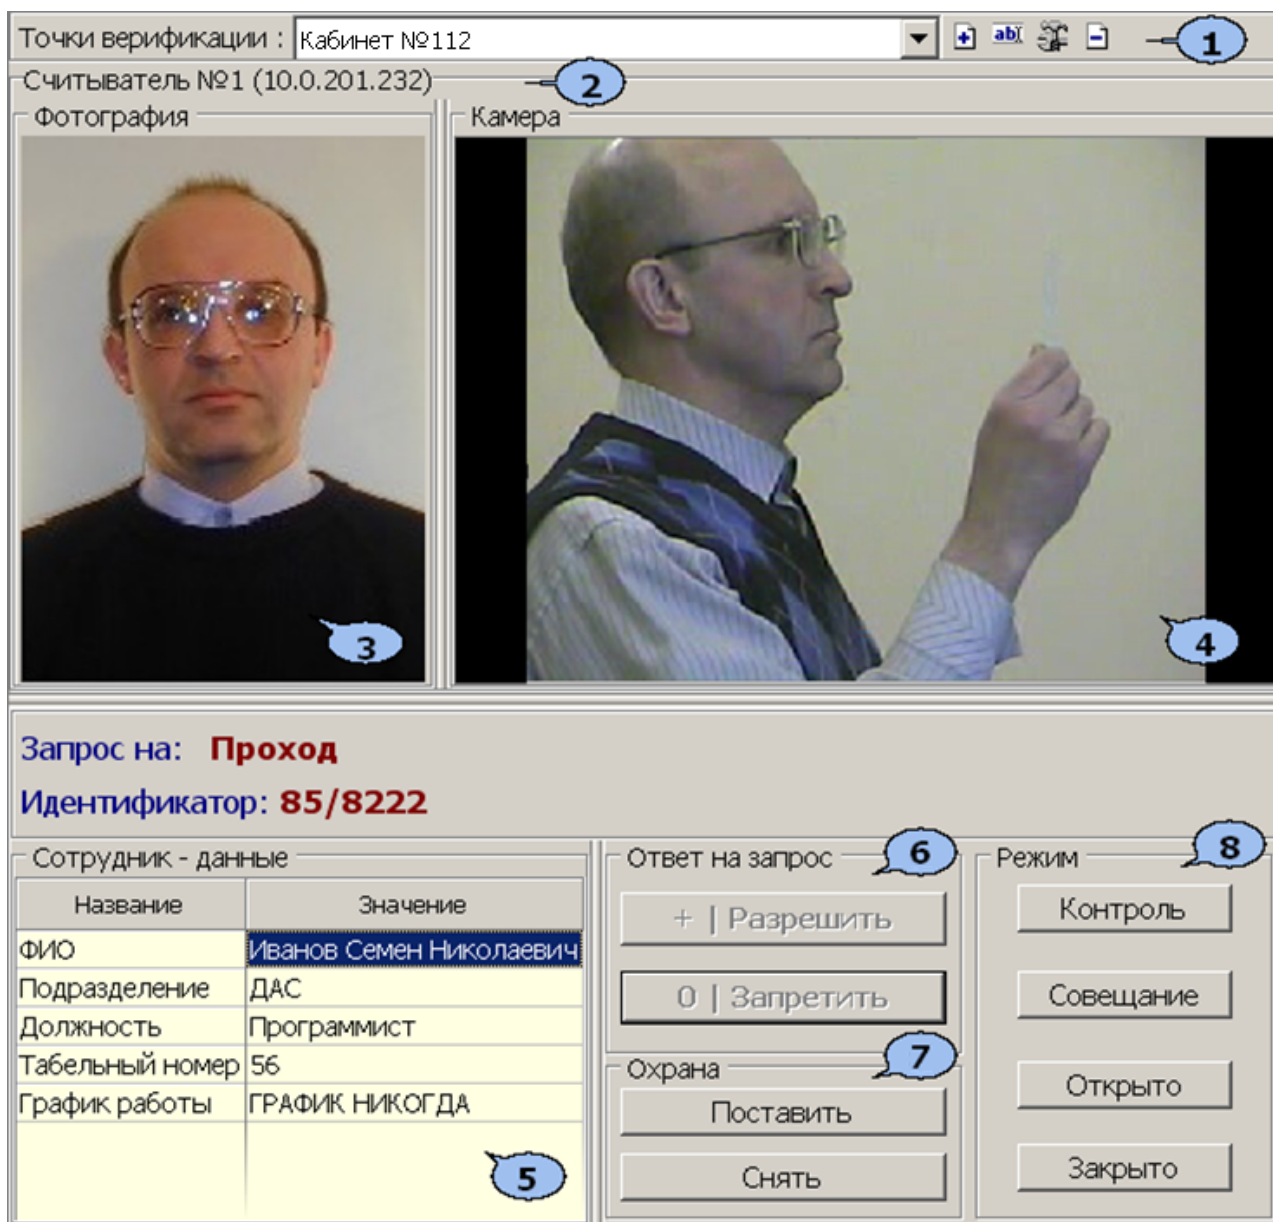 Точки верификации : Кабинет №112 ab 1
Считыватель №1 (10.0.201.232) 2
Фотография Камера
3 4
Запрос на: Проход
Идентификатор: 85/8222
Сотрудник - данные Ответ на запрос 6 Режим 8
Название Значение + | Разрешить Контроль
ФИО Иванов Семен Николаевич
Подразделение ДАС 0 | Запретить Совещание
Должность Программист
Табельный номер 56 Охрана 7 Открыто
График работы ГРАФИК НИКОГДА Поставить
5 Снять Закрыто